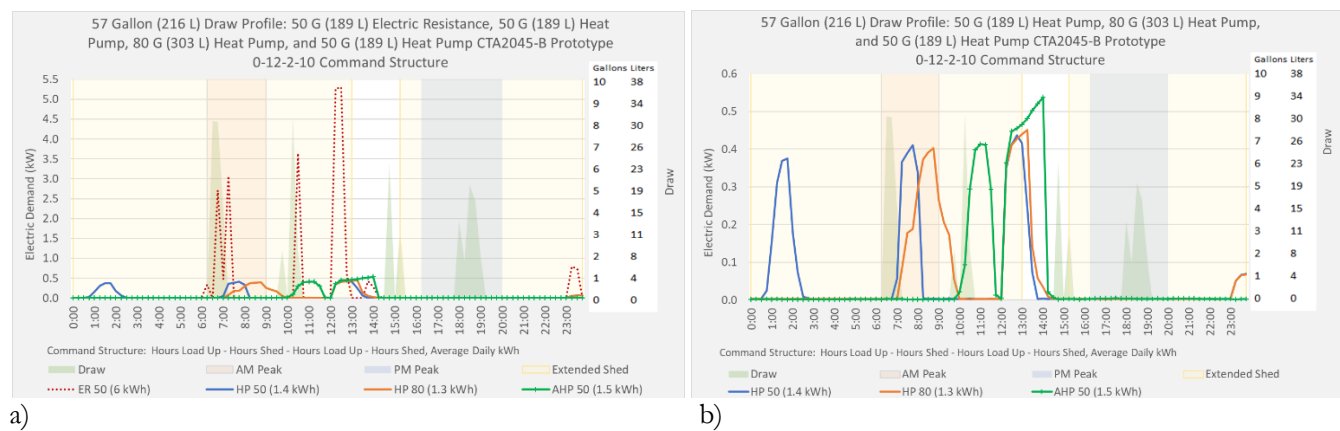 57 Gallon (216 L) Draw Profile: 50 G (189 L) Electric Resistance, 50 G (189 L) Heat
Pump, 80 G (303 L) Heat Pump, and 50 G (189 L) Heat Pump CTA2045-B Prototype
0-12-2-10 Command Structure
Gallons Liters
5.5
5.0
4.5
4.0
3.5
3.0
2.5
2.0
1.5
1.0
0.5
0.0
Electric Demand (kW)
10 38
9 34
8 30
7 26
6 23
5 19
4 15
3 11
2 8
1 4
0 0
Draw
0:00 1:00 2:00 3:00 4:00 5:00 6:00 7:00 8:00 9:00 10:00 11:00 12:00 13:00 14:00 15:00 16:00 17:00 18:00 19:00 20:00 21:00 22:00 23:00
Command Structure: Hours Load Up - Hours Shed - Hours Load Up - Hours Shed, Average Daily kWh
Draw AM Peak PM Peak Extended Shed
ER 50 (6 kWh) HP 50 (1.4 kWh) HP 80 (1.3 kWh) AHP 50 (1.5 kWh)
a)
57 Gallon (216 L) Draw Profile: 50 G (189 L) Heat Pump, 80 G (303 L) Heat Pump,
and 50 G (189 L) Heat Pump CTA2045-B Prototype
0-12-2-10 Command Structure
Gallons Liters
0.6
0.5
0.4
0.3
0.2
0.1
0.0
Electric Demand (kW)
10 38
9 34
8 30
7 26
6 23
5 19
4 15
3 11
2 8
1 4
0 0
Draw
0:00 1:00 2:00 3:00 4:00 5:00 6:00 7:00 8:00 9:00 10:00 11:00 12:00 13:00 14:00 15:00 16:00 17:00 18:00 19:00 20:00 21:00 22:00 23:00
Command Structure: Hours Load Up - Hours Shed - Hours Load Up - Hours Shed, Average Daily kWh
Draw AM Peak PM Peak Extended Shed
HP 50 (1.4 kWh) HP 80 (1.3 kWh) AHP 50 (1.5 kWh)
b)